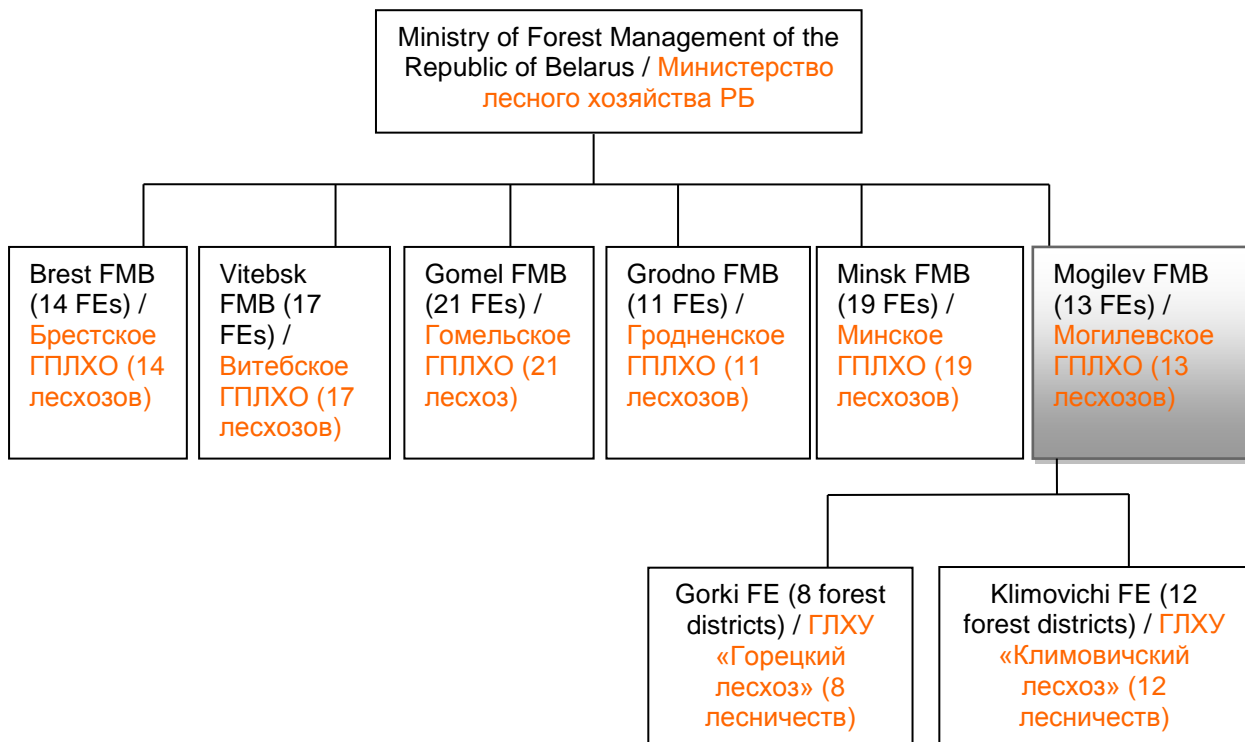 Ministry of Forest Management of the
Republic of Belarus / Министерство
лесного хозяйства РБ
Brest FMB
(14 FEs) /
Брестское
ГПЛХО (14
лесхозов)
Vitebsk
FMB (17
FEs) /
Витебское
ГПЛХО (17
лесхозов)
Gomel FMB
(21 FEs) /
Гомельское
ГПЛХО (21
лесхоз)
Grodno FMB
(11 FEs) /
Гродненское
ГПЛХО (11
лесхозов)
Minsk FMB
(19 FEs) /
Минское
ГПЛХО (19
лесхозов)
Mogilev FMB
(13 FEs) /
Могилевское
ГПЛХО (13
лесхозов)
Gorki FE (8 forest
districts) / ГЛХУ
«Горецкий
лесхоз» (8
лесничеств)
Klimovichi FE (12
forest districts) / ГЛХУ
«Климовичский
лесхоз» (12
лесничеств)